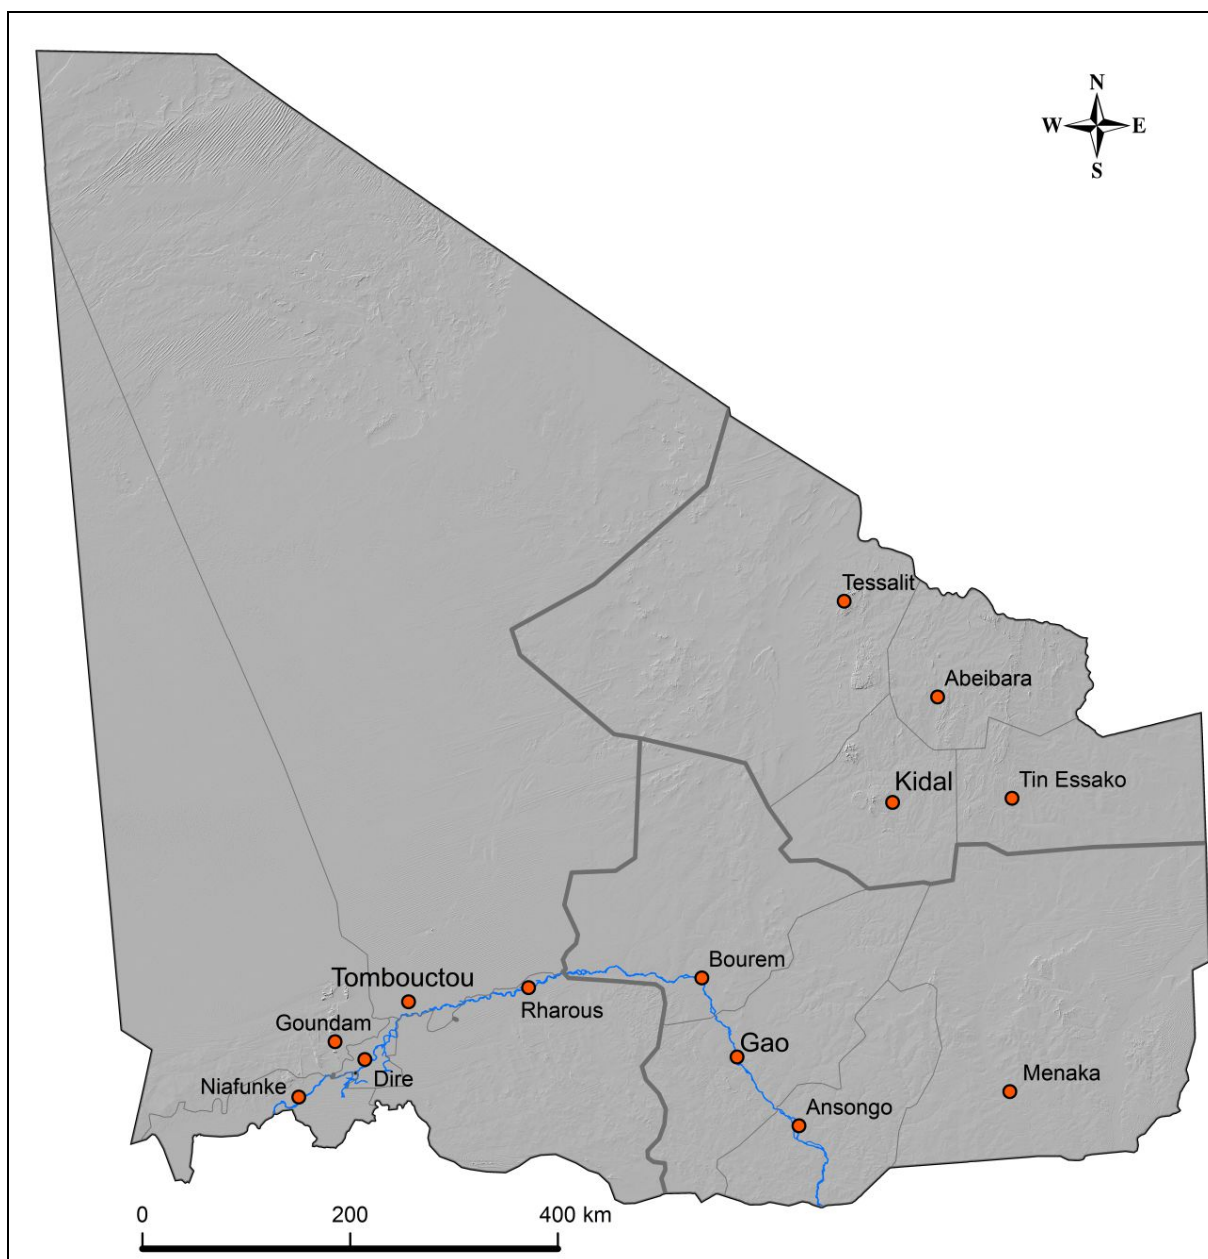 N
W E
S
Tessalit
Abeibara
Kidal
Tin Essako
Bourem
Tombouctou
Rharous
Goundam
Gao
Dire
Menaka
Niafunke
Ansongo
0 200 400 km